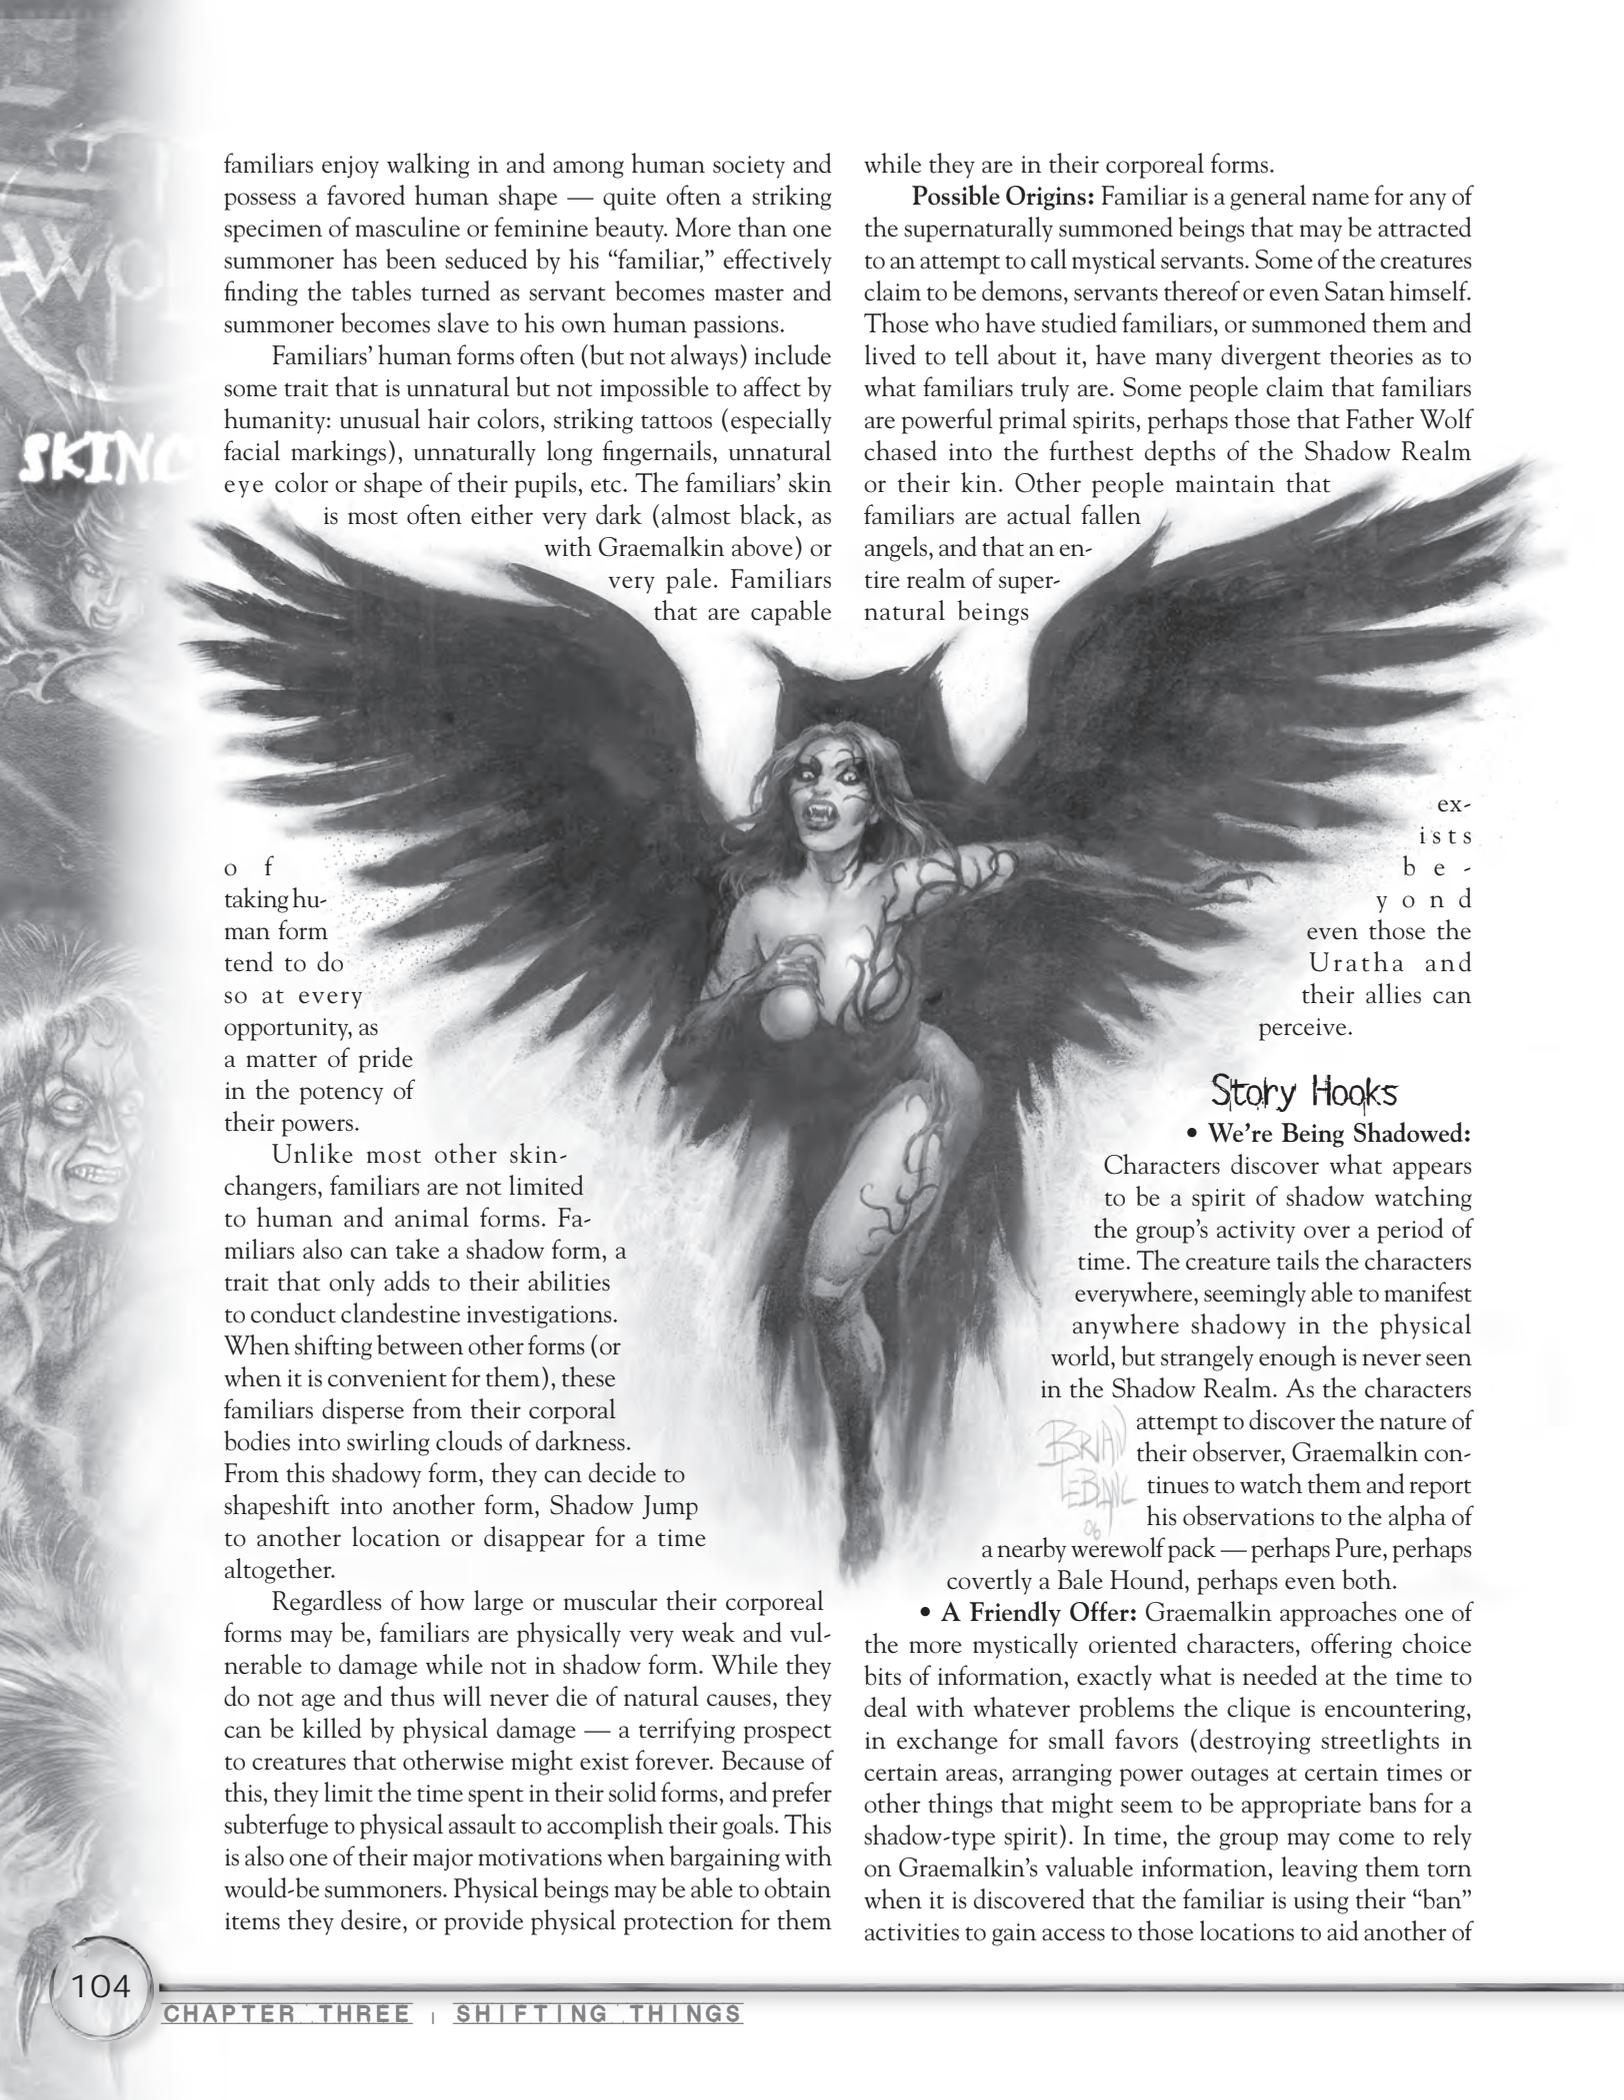 familiars enjoy walking in and among human society and
possess a favored human shape — quite often a striking
specimen of masculine or feminine beauty. More than one
summoner has been seduced by his “familiar,” effectively
finding the tables turned as servant becomes master and
summoner becomes slave to his own human passions.
Familiars’ human forms often (but not always) include
some trait that is unnatural but not impossible to affect by
humanity: unusual hair colors, striking tattoos (especially
facial markings), unnaturally long fingernails, unnatural
eye color or shape of their pupils, etc. The familiars’ skin
is most often either very dark (almost black, as
with Graemalkin above) or
very pale. Familiars
that are capable
of
taking hu-
man form
tend to do
so at every
opportunity, as
a matter of pride
in the potency of
their powers.
Unlike most other skin-
changers, familiars are not limited
to human and animal forms. Fa-
miliars also can take a shadow form, a
trait that only adds to their abilities
to conduct clandestine investigations.
When shifting between other forms (or
when it is convenient for them), these
familiars disperse from their corporal
bodies into swirling clouds of darkness.
From this shadowy form, they can decide to
shapeshift into another form, Shadow Jump
to another location or disappear for a time
altogether.
Regardless of how large or muscular their corporeal
forms may be, familiars are physically very weak and vul-
nerable to damage while not in shadow form. While they
do not age and thus will never die of natural causes, they
can be killed by physical damage — a terrifying prospect
to creatures that otherwise might exist forever. Because of
this, they limit the time spent in their solid forms, and prefer
subterfuge to physical assault to accomplish their goals. This
is also one of their major motivations when bargaining with
would-be summoners. Physical beings may be able to obtain
items they desire, or provide physical protection for them
while they are in their corporeal forms.
Possible Origins: Familiar is a general name for any of
the supernaturally summoned beings that may be attracted
to an attempt to call mystical servants. Some of the creatures
claim to be demons, servants thereof or even Satan himself.
Those who have studied familiars, or summoned them and
lived to tell about it, have many divergent theories as to
what familiars truly are. Some people claim that familiars
are powerful primal spirits, perhaps those that Father Wolf
chased into the furthest depths of the Shadow Realm
or their kin. Other people maintain that
familiars are actual fallen
angels, and that an en-
tire realm of super-
natural beings
ex-
ists
be-
yond
even those the
Uratha and
their allies can
perceive.
Story Hooks
• We’re Being Shadowed:
Characters discover what appears
to be a spirit of shadow watching
the group’s activity over a period of
time. The creature tails the characters
everywhere, seemingly able to manifest
anywhere shadowy in the physical
world, but strangely enough is never seen
in the Shadow Realm. As the characters
attempt to discover the nature of
their observer, Graemalkin con-
tinues to watch them and report
his observations to the alpha of
a nearby werewolf pack — perhaps Pure, perhaps
covertly a Bale Hound, perhaps even both.
• A Friendly Offer: Graemalkin approaches one of
the more mystically oriented characters, offering choice
bits of information, exactly what is needed at the time to
deal with whatever problems the clique is encountering,
in exchange for small favors (destroying streetlights in
certain areas, arranging power outages at certain times or
other things that might seem to be appropriate bans for a
shadow-type spirit). In time, the group may come to rely
on Graemalkin’s valuable information, leaving them torn
when it is discovered that the familiar is using their “ban”
activities to gain access to those locations to aid another of
BRIAN
06
SKINC
104
CHAPTER THREE | SHIFTING THINGS